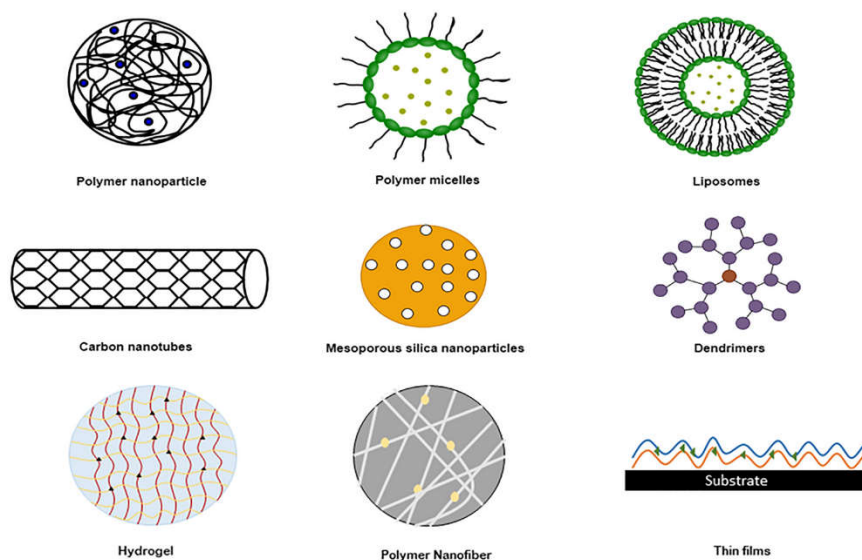 Polymer nanoparticle
Polymer micelles
Liposomes
Carbon nanotubes
Mesoporous silica nanoparticles
Dendrimers
Substrate
Hydrogel
Polymer Nanofiber
Thin films